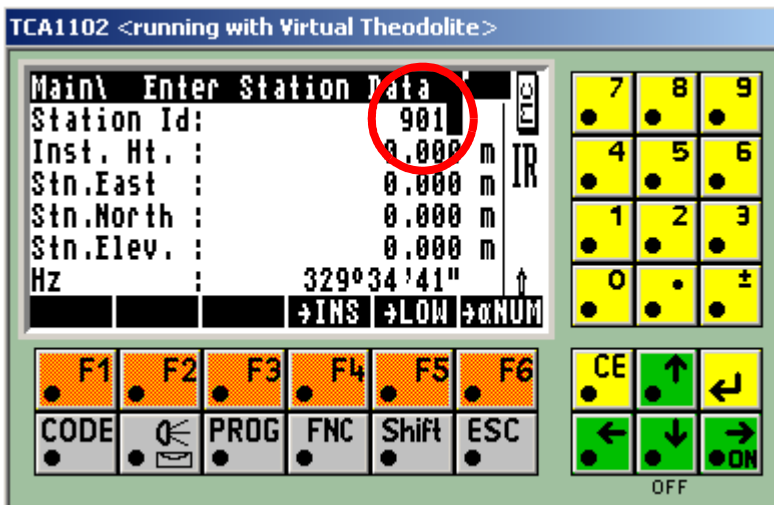 TCA1102 <running with Virtual Theodolite>
Main\ Enter Station Data
Station Id: 901
Inst. Ht. : 0.000 m
Stn.East : 0.000 m
Stn.North : 0.000 m
Stn.Elev. : 0.000 m
Hz : 329°34'41"
→INS →LOW →αNUM
IR
7 8 9
4 5 6
1 2 3
0 . ±
F1 F2 F3 F4 F5 F6
CODE PROG FNC Shift ESC
CE
ON
OFF